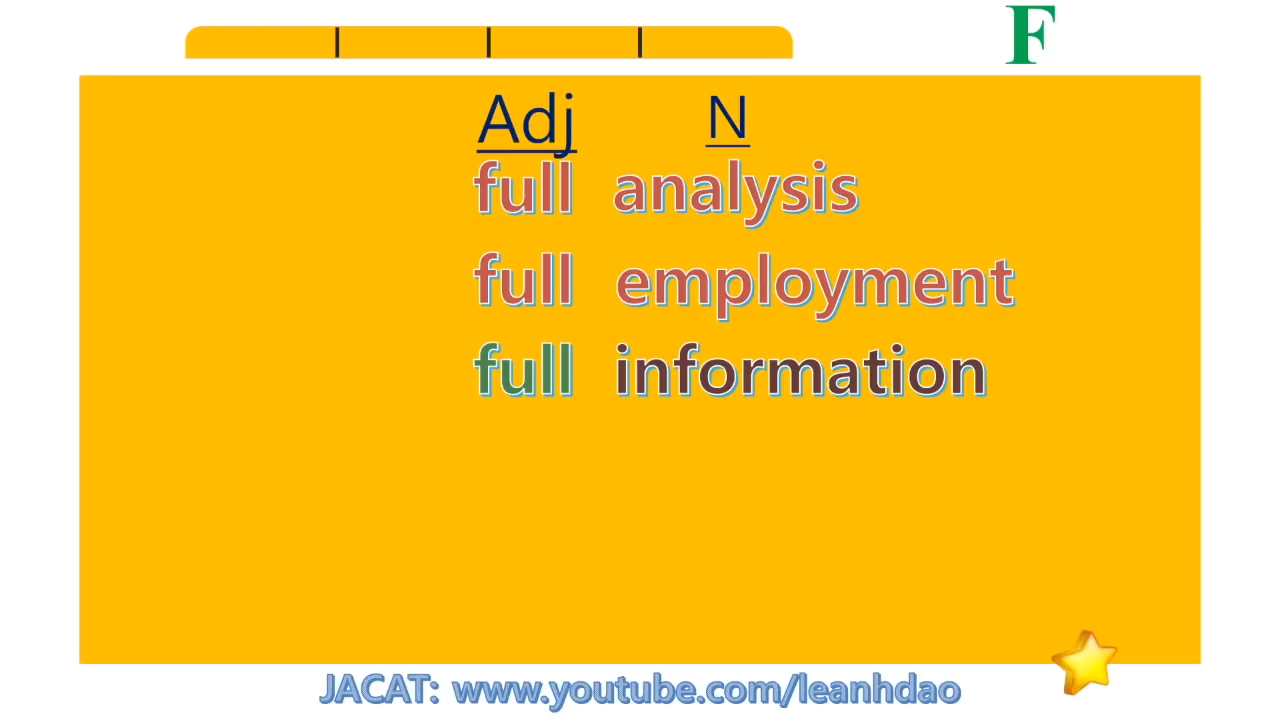 F
Adj N
full analysis
full employment
full information
JACAT: www.youtube.com/leanhdao